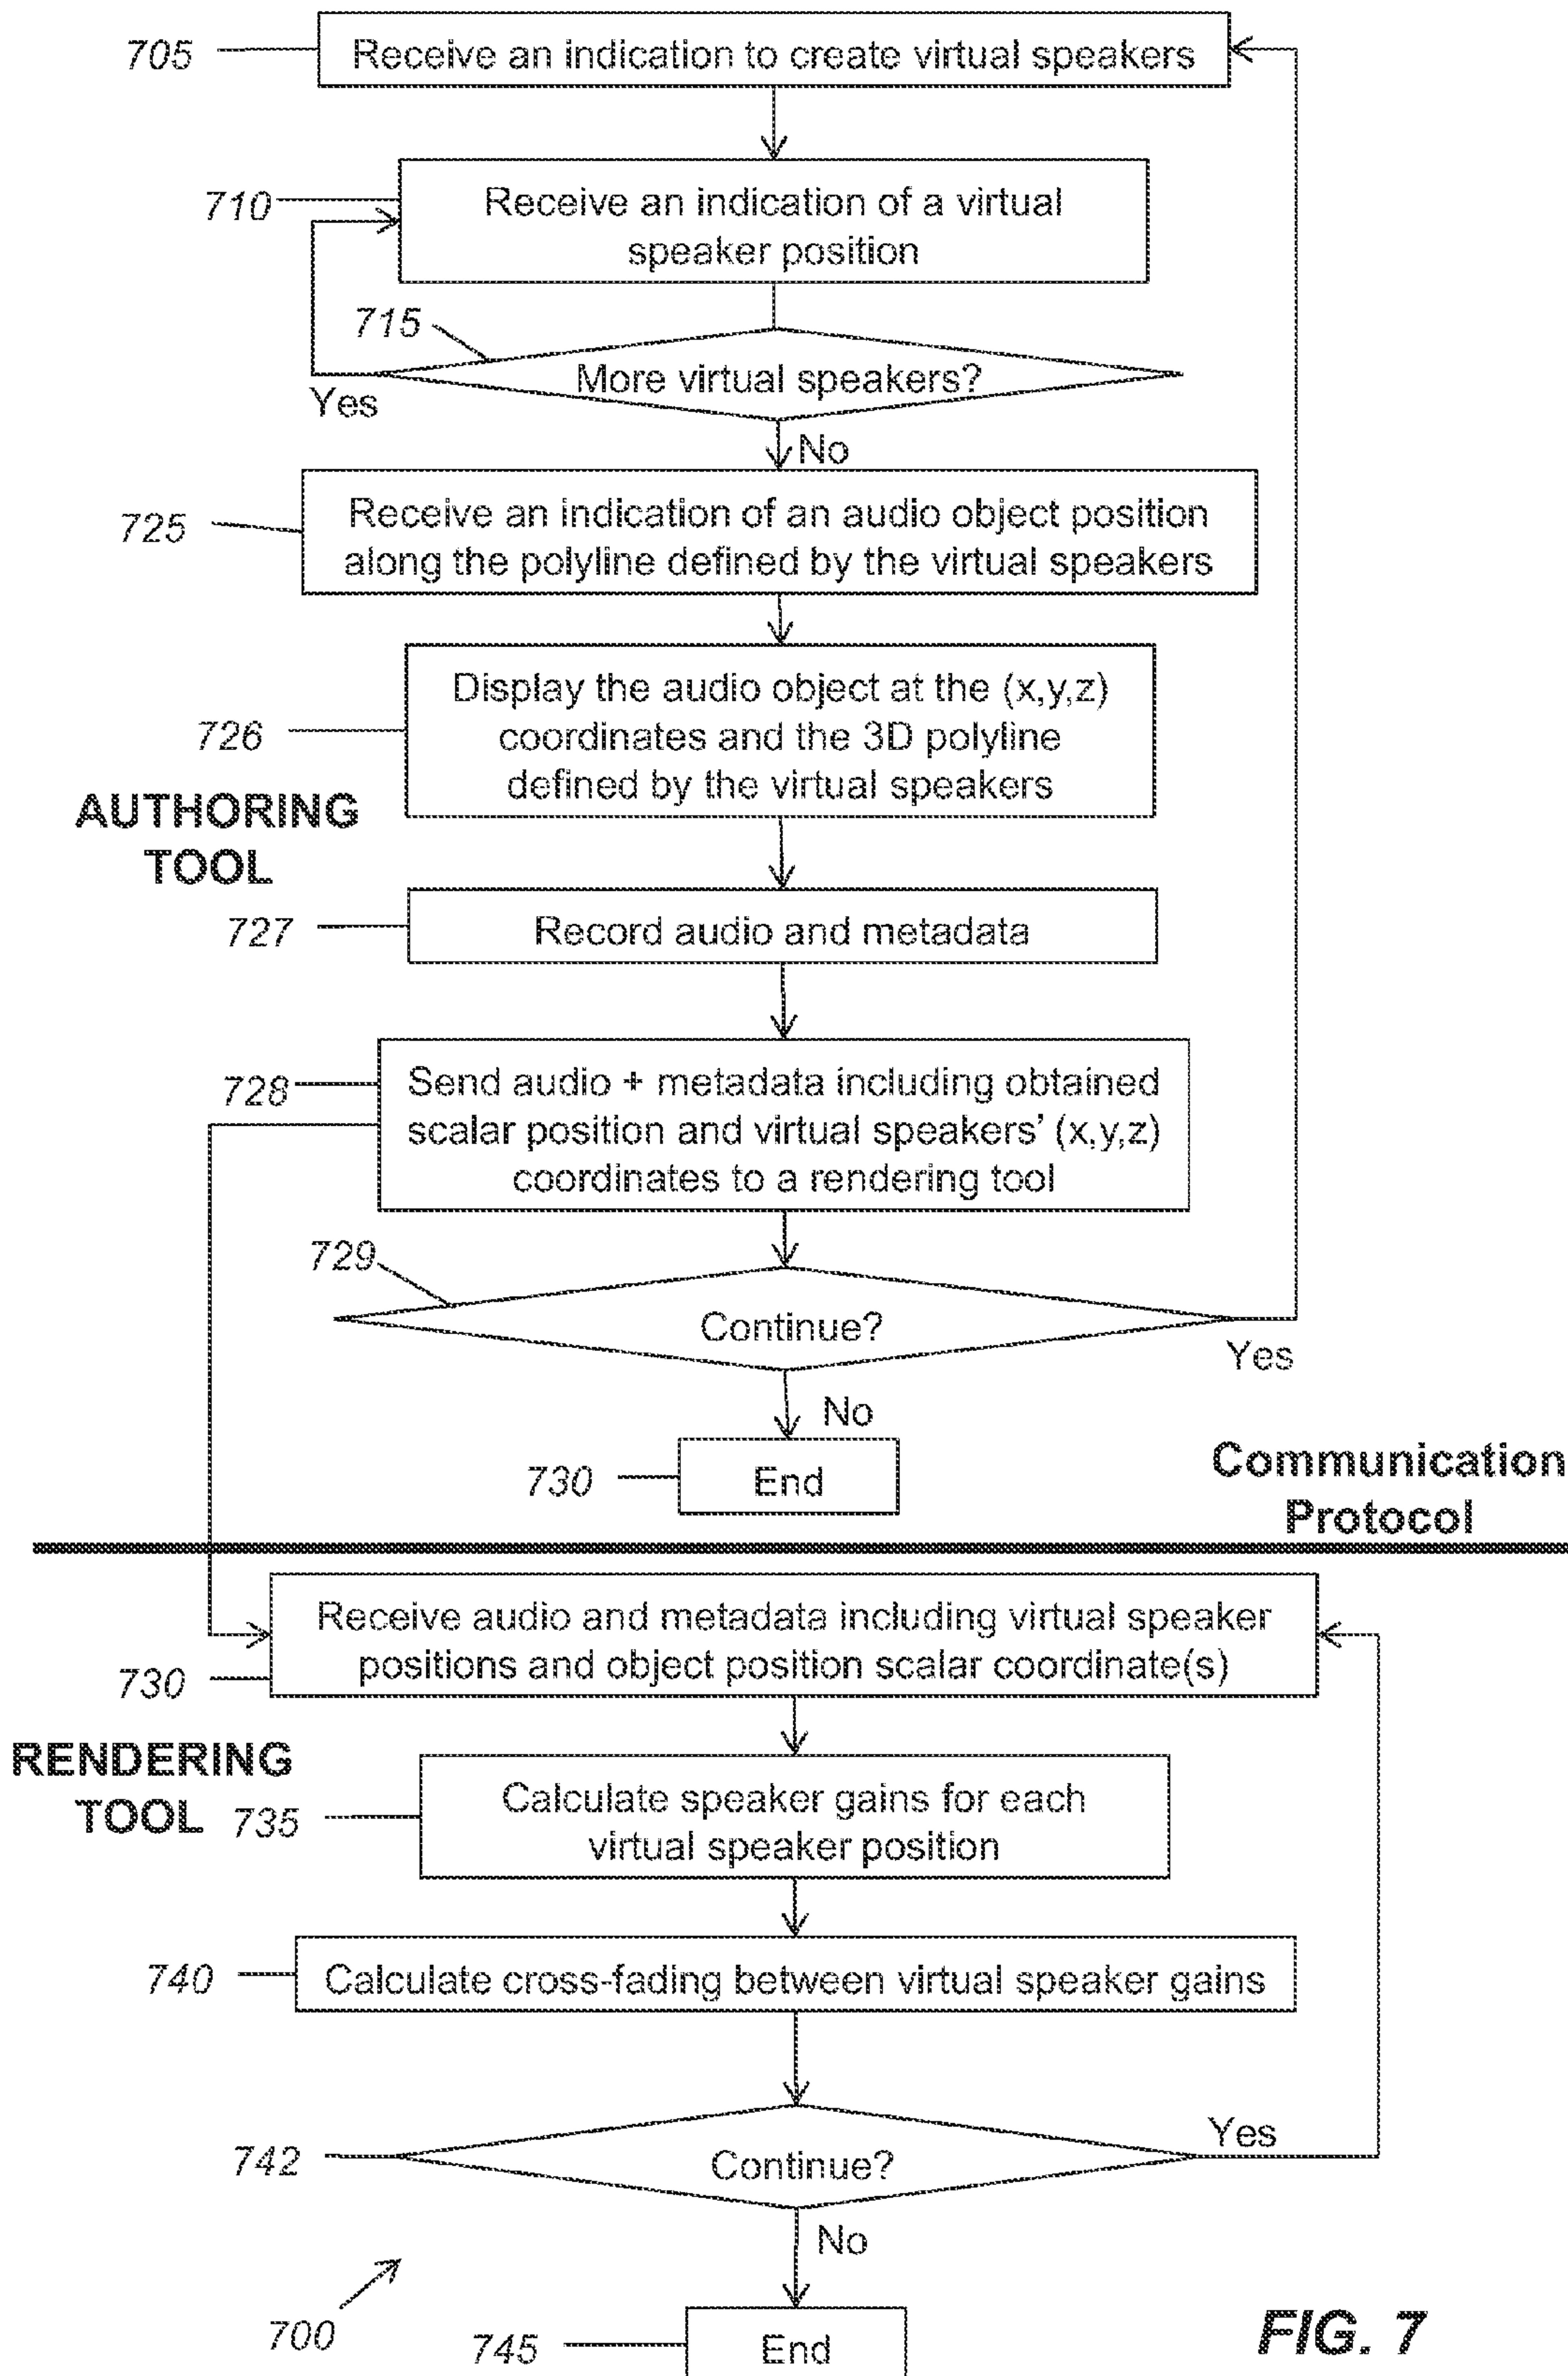 705
Receive an indication to create virtual speakers
710
Receive an indication of a virtual
speaker position
715
More virtual speakers?
Yes
No
725
Receive an indication of an audio object position
along the polyline defined by the virtual speakers
726
Display the audio object at the (x,y,z)
coordinates and the 3D polyline
defined by the virtual speakers
AUTHORING
TOOL
727
Record audio and metadata
728
Send audio + metadata including obtained
scalar position and virtual speakers' (x,y,z)
coordinates to a rendering tool
729
Continue?
Yes
No
730
End
Communication
Protocol
Receive audio and metadata including virtual speaker
positions and object position scalar coordinate(s)
730
RENDERING
TOOL
735
Calculate speaker gains for each
virtual speaker position
740
Calculate cross-fading between virtual speaker gains
742
Continue?
Yes
No
700
745
End
FIG. 7